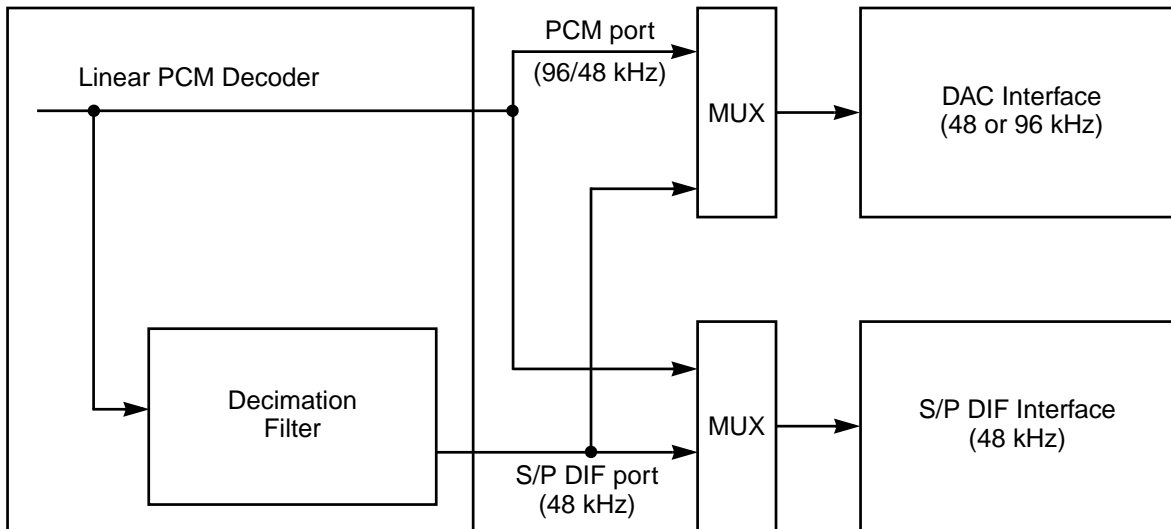 Linear PCM Decoder
PCM port
(96/48 kHz)
MUX
DAC Interface
(48 or 96 kHz)
Decimation
Filter
S/P DIF port
(48 kHz)
MUX
S/P DIF Interface
(48 kHz)